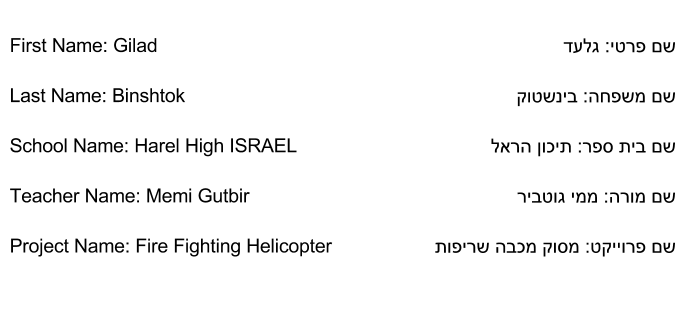 First Name: Gilad שם פרטי: גלעד
Last Name: Binshtok שם משפחה: בינשטוק
School Name: Harel High ISRAEL שם בית ספר: תיכון הראל
Teacher Name: Memi Gutbir שם מורה: ממי גוטביר
Project Name: Fire Fighting Helicopter שם פרוייקט: מסוק מכבה שריפות